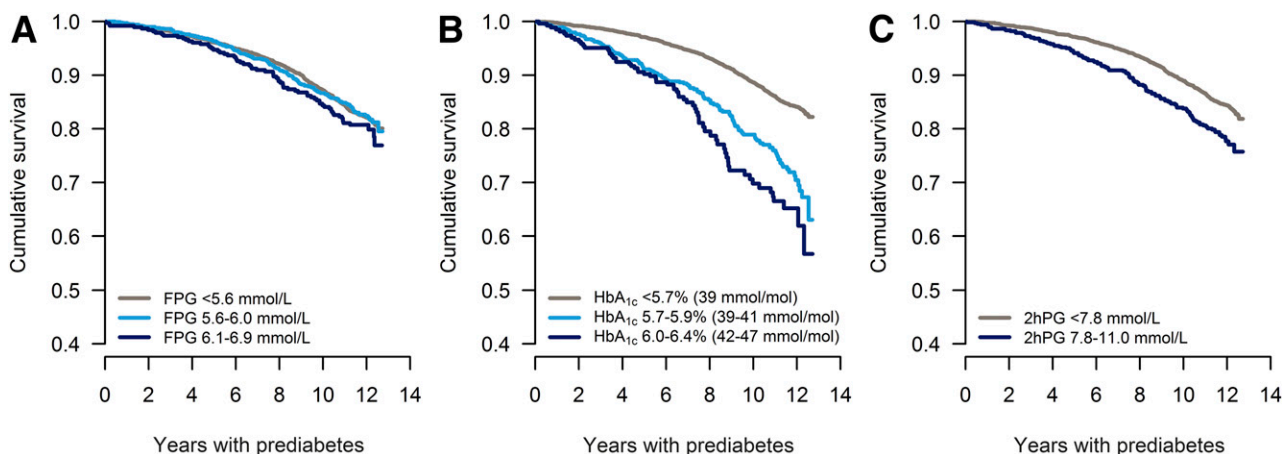 A
Cumulative survival
1.0
0.9
0.8
0.7
0.6
0.5
0.4
FPG <5.6 mmol/L
FPG 5.6-6.0 mmol/L
FPG 6.1-6.9 mmol/L
0 2 4 6 8 10 12 14
Years with prediabetes
B
Cumulative survival
1.0
0.9
0.8
0.7
0.6
0.5
0.4
HbA1c <5.7% (39 mmol/mol)
HbA1c 5.7-5.9% (39-41 mmol/mol)
HbA1c 6.0-6.4% (42-47 mmol/mol)
0 2 4 6 8 10 12 14
Years with prediabetes
C
Cumulative survival
1.0
0.9
0.8
0.7
0.6
0.5
0.4
2hPG <7.8 mmol/L
2hPG 7.8-11.0 mmol/L
0 2 4 6 8 10 12 14
Years with prediabetes